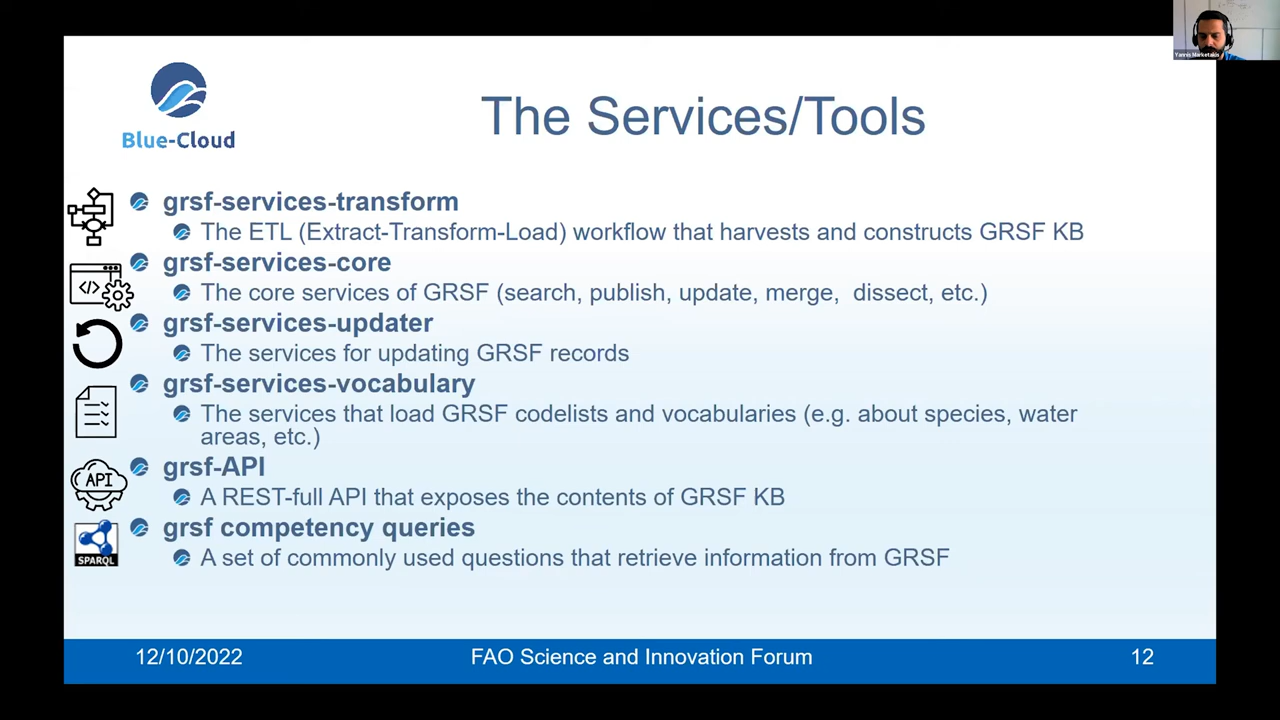 Yannis Marketakis
Blue-Cloud
The Services/Tools
grsf-services-transform
The ETL (Extract-Transform-Load) workflow that harvests and constructs GRSF KB
grsf-services-core
The core services of GRSF (search, publish, update, merge,  dissect, etc.)
grsf-services-updater
The services for updating GRSF records
grsf-services-vocabulary
The services that load GRSF codelists and vocabularies (e.g. about species, water
areas, etc.)
grsf-API
API
A REST-full API that exposes the contents of GRSF KB
grsf competency queries
SPARQL
A set of commonly used questions that retrieve information from GRSF
12/10/2022
FAO Science and Innovation Forum
12